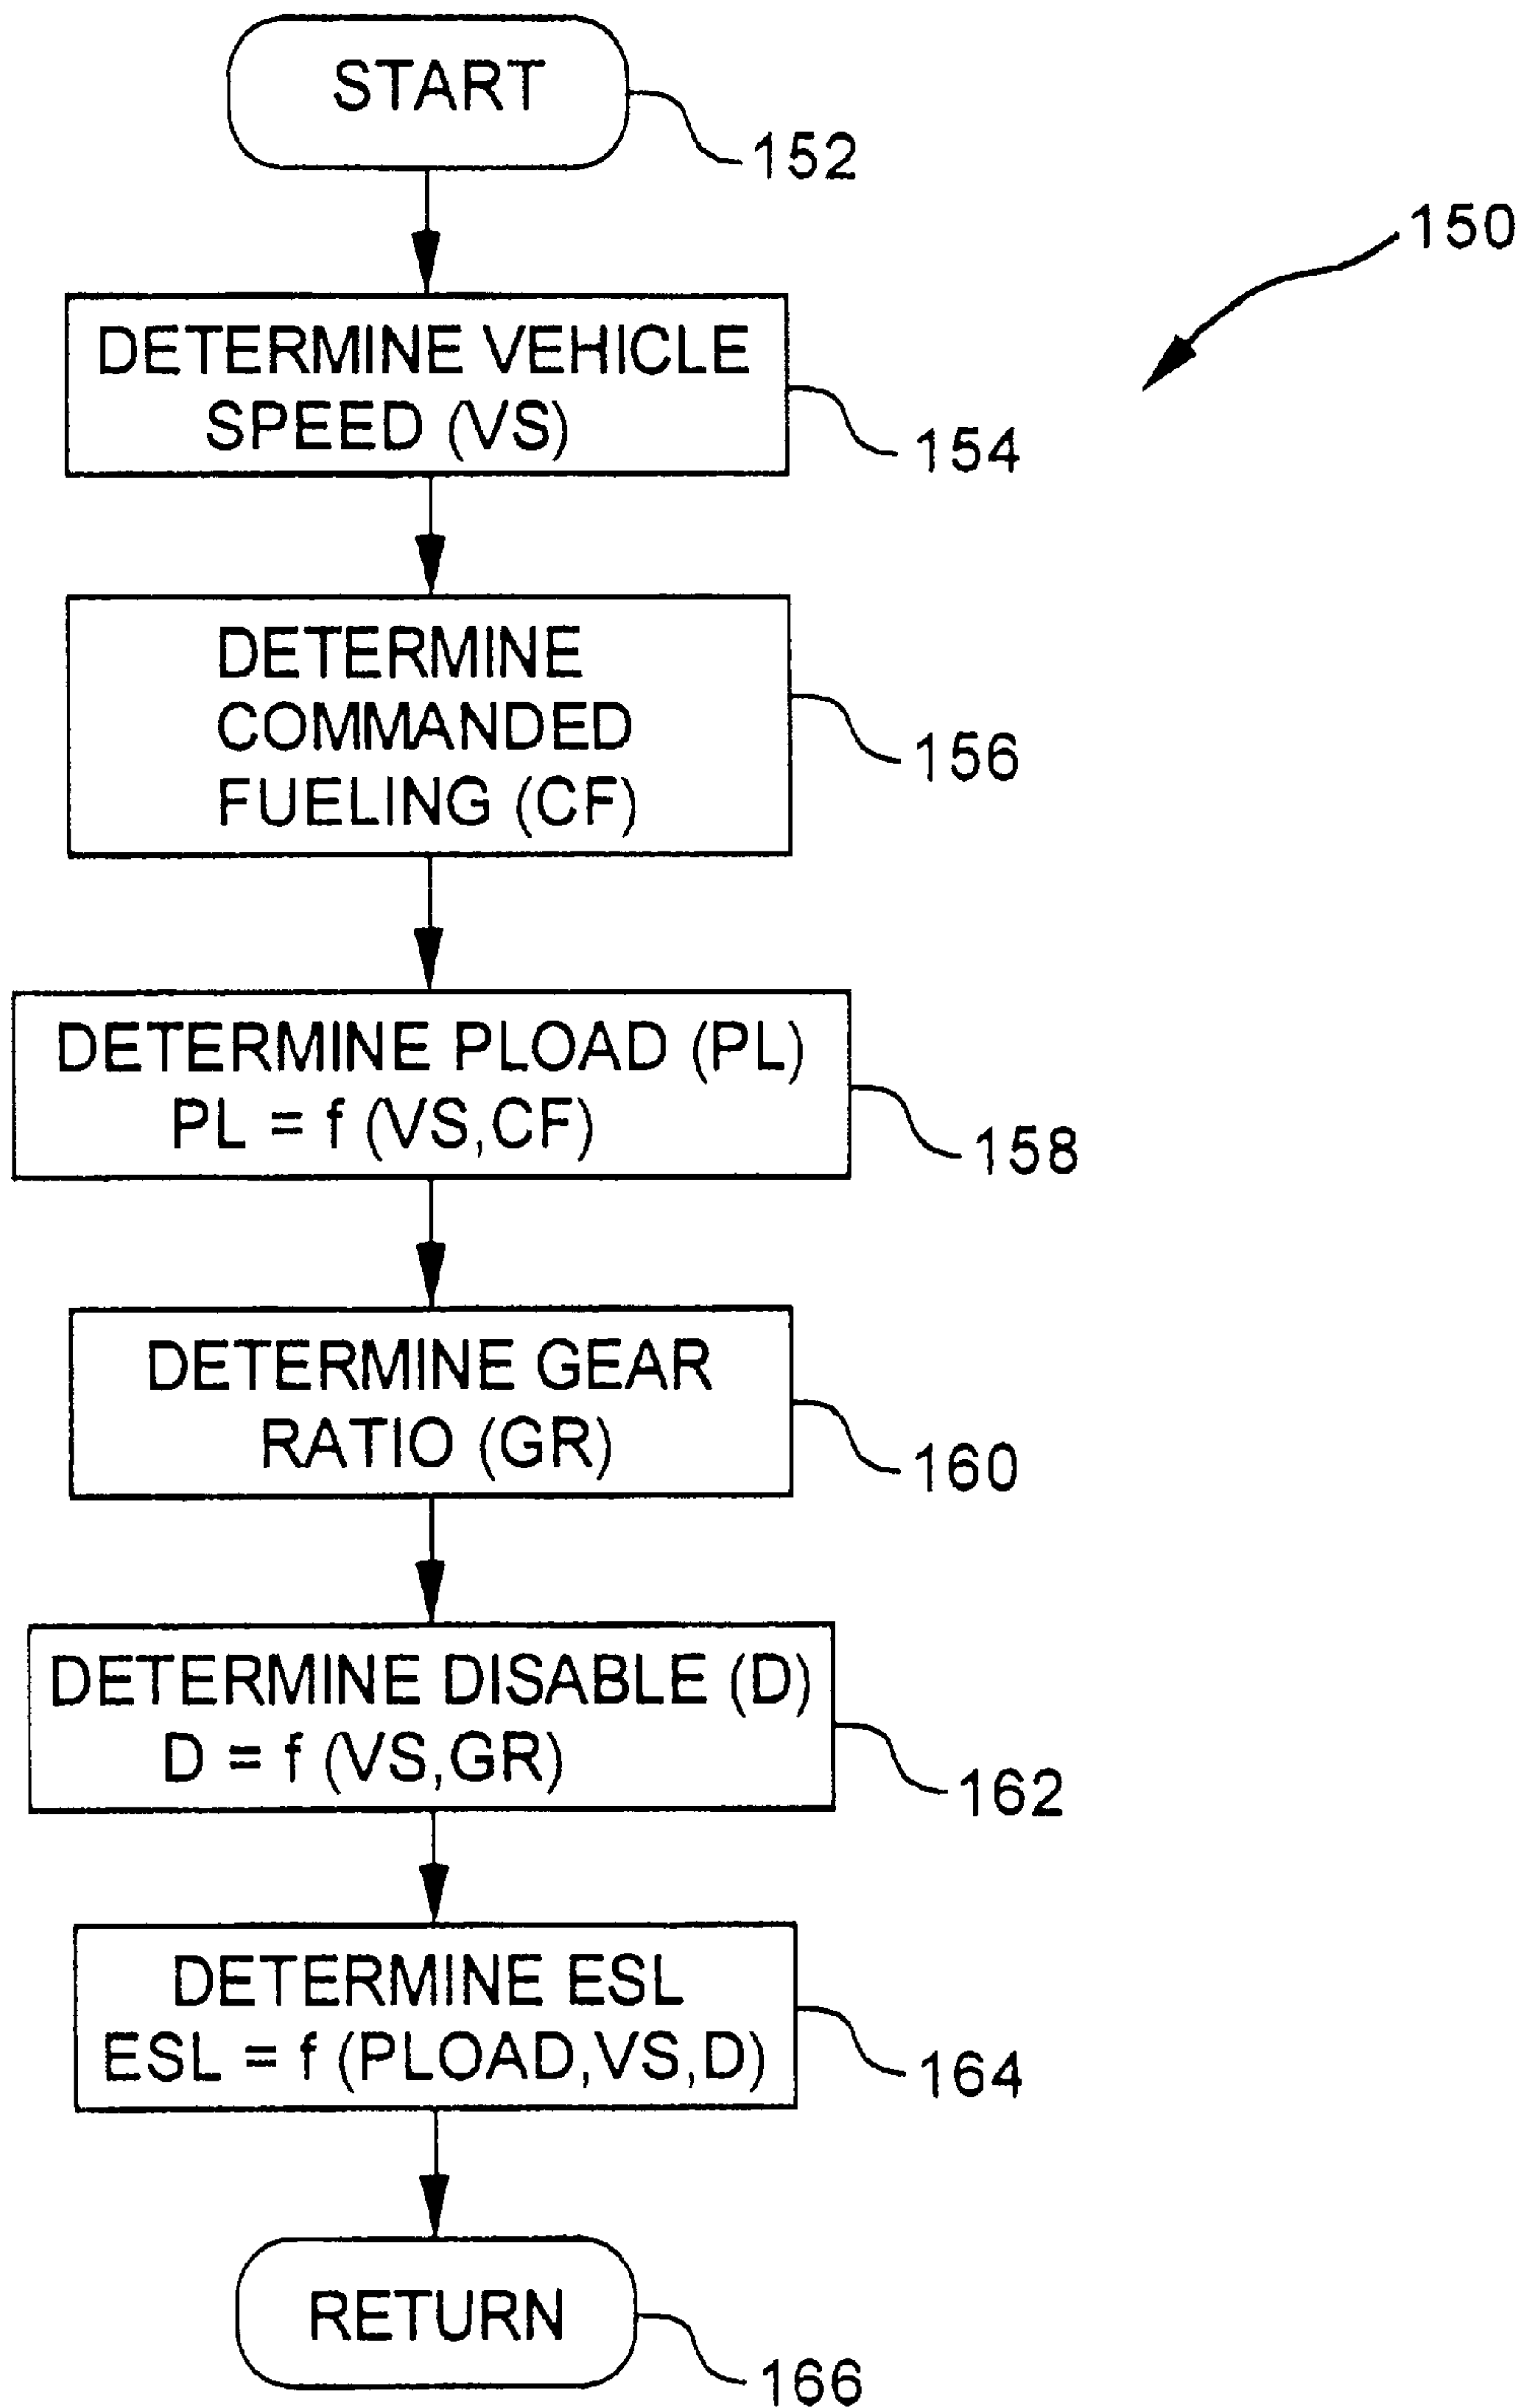 START
152
150
DETERMINE VEHICLE
SPEED (VS)
154
DETERMINE
COMMANDED
FUELING (CF)
156
DETERMINE PLOAD (PL)
PL = f (VS,CF)
158
DETERMINE GEAR
RATIO (GR)
160
DETERMINE DISABLE (D)
D = f (VS,GR)
162
DETERMINE ESL
ESL = f (PLOAD,VS,D)
164
RETURN
166